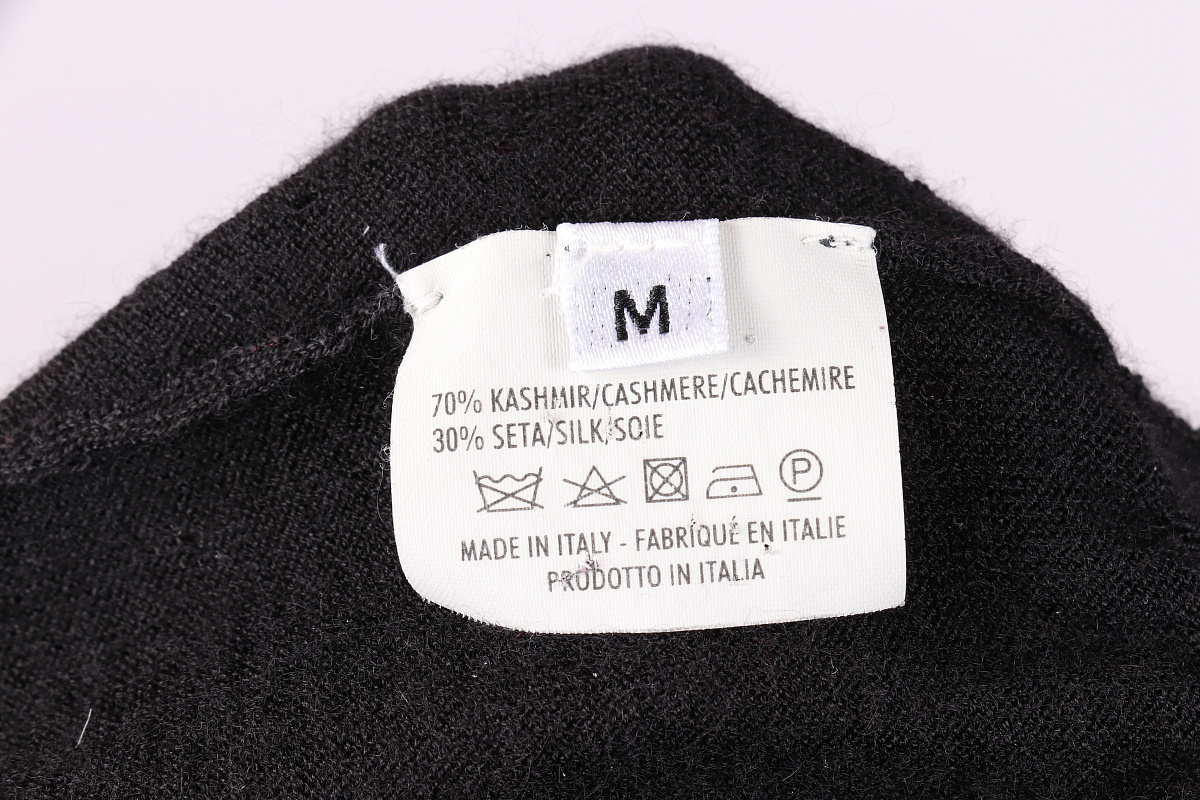 M
70% KASHMIR/CASHMERE/CACHEMIRE
30% SETA/SILK/SOIE
P
MADE IN ITALY - FABRIQUÉ EN ITALIE
PRODOTTO IN ITALIA